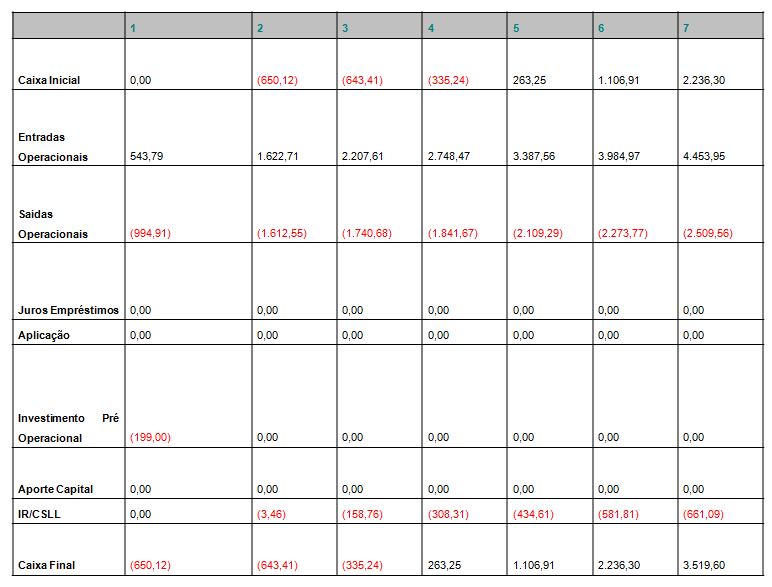 1 2 3 4 5 6 7
Caixa Inicial 0,00 (650,12) (643,41) (335,24) 263,25 1.106,91 2.236,30
Entradas
Operacionais 543,79 1.622,71 2.207,61 2.748,47 3.387,56 3.984,97 4.453,95
Saidas
Operacionais (994,91) (1.612,55) (1.740,68) (1.841,67) (2.109,29) (2.273,77) (2.509,56)
Juros Empréstimos 0,00 0,00 0,00 0,00 0,00 0,00 0,00
Aplicação 0,00 0,00 0,00 0,00 0,00 0,00 0,00
Investimento Pré
Operacional (199,00) 0,00 0,00 0,00 0,00 0,00 0,00
Aporte Capital 0,00 0,00 0,00 0,00 0,00 0,00 0,00
IR/CSLL 0,00 (3,46) (158,76) (308,31) (434,61) (581,81) (661,09)
Caixa Final (650,12) (643,41) (335,24) 263,25 1.106,91 2.236,30 3.519,60